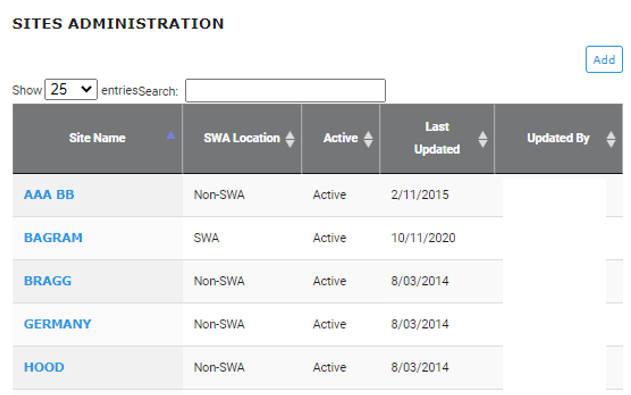 SITES ADMINISTRATION
Add
Show 25 entriesSearch:
Site Name SWA Location Active Last Updated Updated By
AAA BB Non-SWA Active 2/11/2015
BAGRAM SWA Active 10/11/2020
BRAGG Non-SWA Active 8/03/2014
GERMANY Non-SWA Active 8/03/2014
HOOD Non-SWA Active 8/03/2014